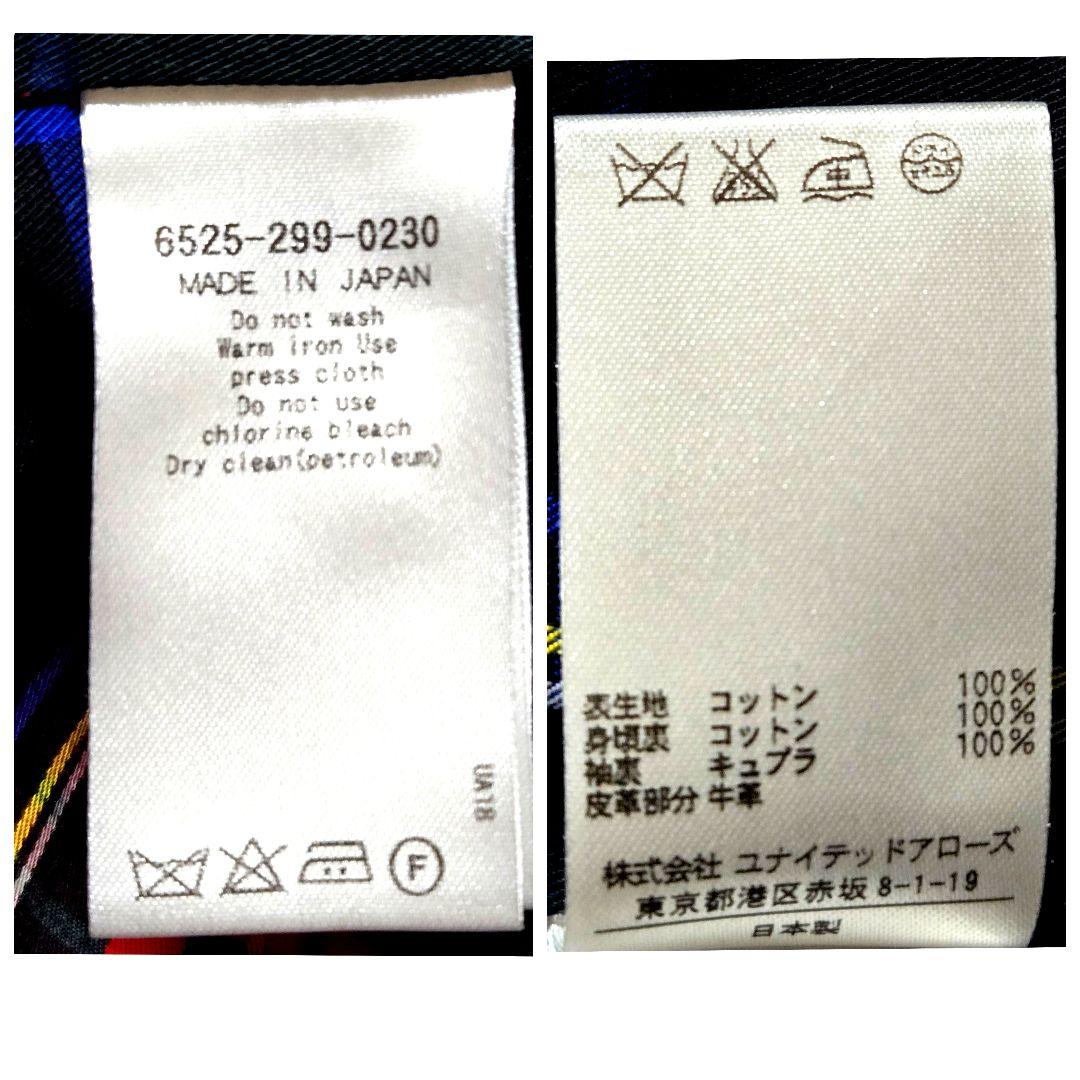 6525-299-0230
MADE IN JAPAN
Do not wash
Warm iron Use
press cloth
Do not use
chlorine bleach
Dry clean(petroleum)
UA18
F
中
表生地 コットン 100%
身頃裏 コットン 100%
袖裏 キュプラ 100%
皮革部分 牛革
株式会社 ユナイテッドアローズ
東京都港区赤坂 8-1-19
日本製